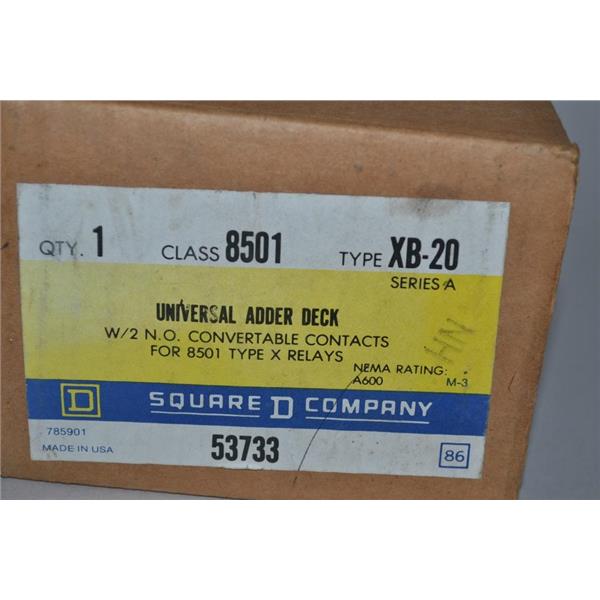 QTY. 1 CLASS 8501 TYPE XB-20
SERIES A
UNIVERSAL ADDER DECK
W/2 N.O. CONVERTABLE CONTACTS
FOR 8501 TYPE X RELAYS
HN
NEMA RATING:
A600 M-3
D SQUARE D COMPANY
785901
MADE IN USA 53733 86